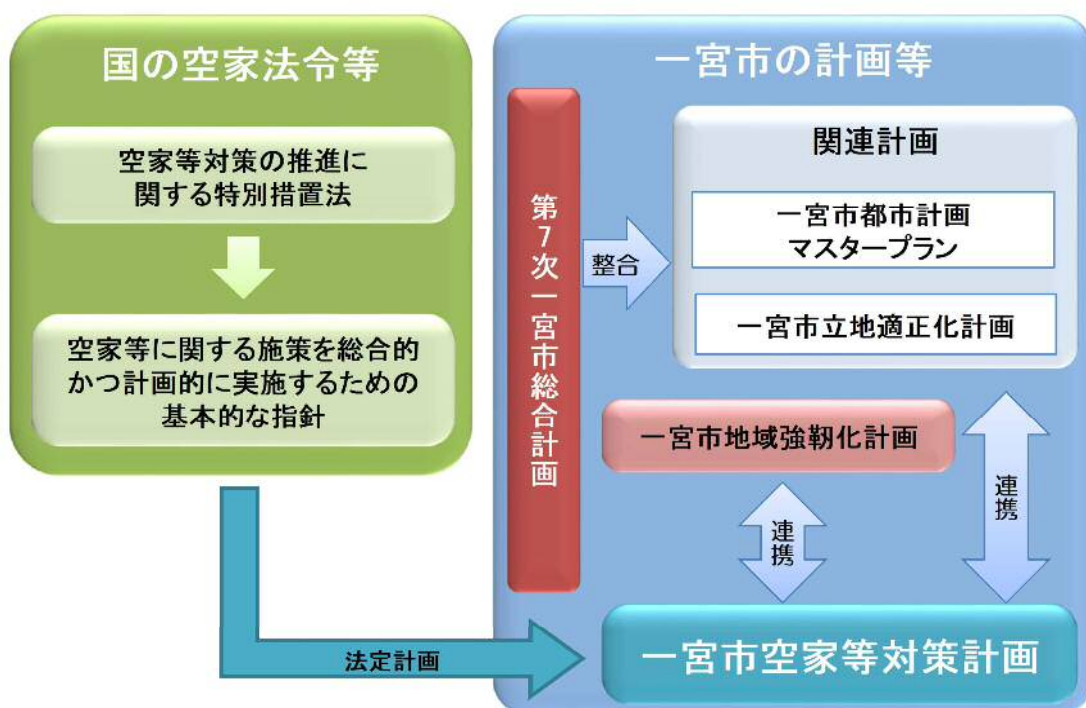 国の空家法令等
空家等対策の推進に
関する特別措置法
空家等に関する施策を総合的
かつ計画的に実施するための
基本的な指針
法定計画
一宮市の計画等
第7次一宮市総合計画
整合
関連計画
一宮市都市計画
マスタープラン
一宮市立地適正化計画
一宮市地域強靭化計画
連携
連携
一宮市空家等対策計画